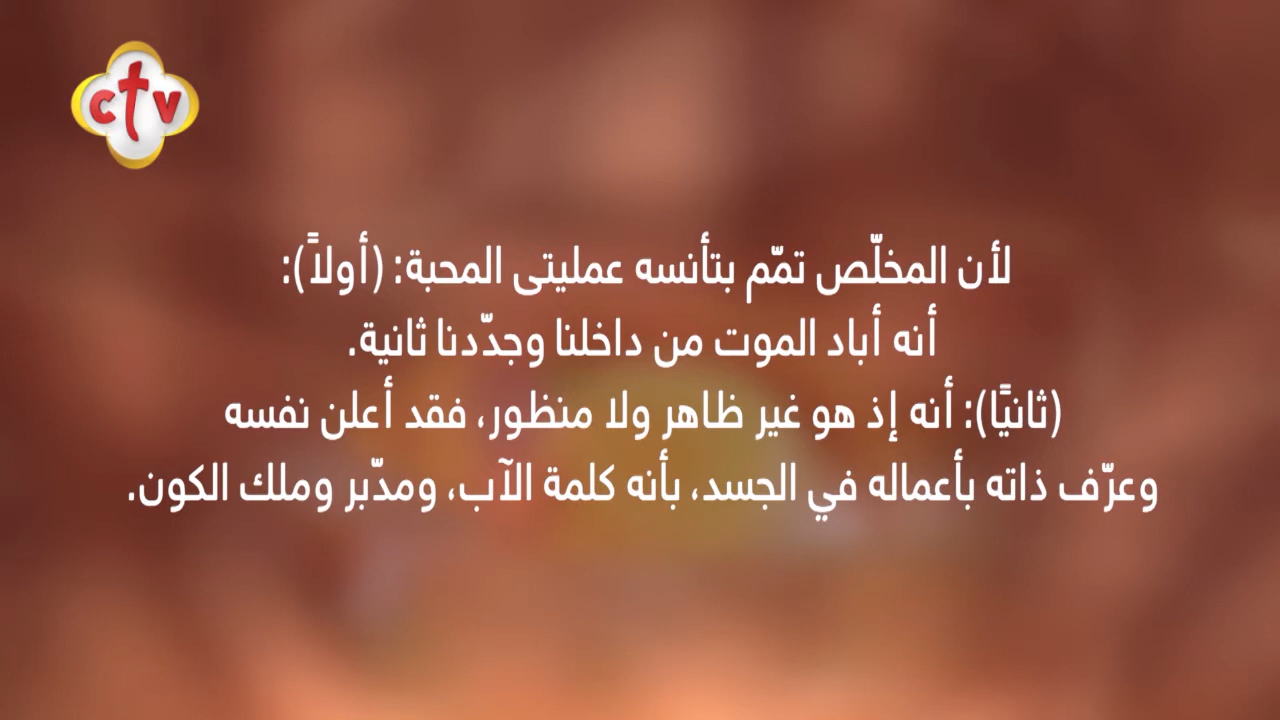 ctv
لأن المخلّص تمّم بتأنسه عمليتى المحبة: (أولاً):
أنه أباد الموت من داخلنا وجدّدنا ثانية.
(ثانيًا): أنه إذ هو غير ظاهر ولا منظور، فقد أعلن نفسه
وعرّف ذاته بأعماله في الجسد، بأنه كلمة الآب، ومدّبر وملك الكون.